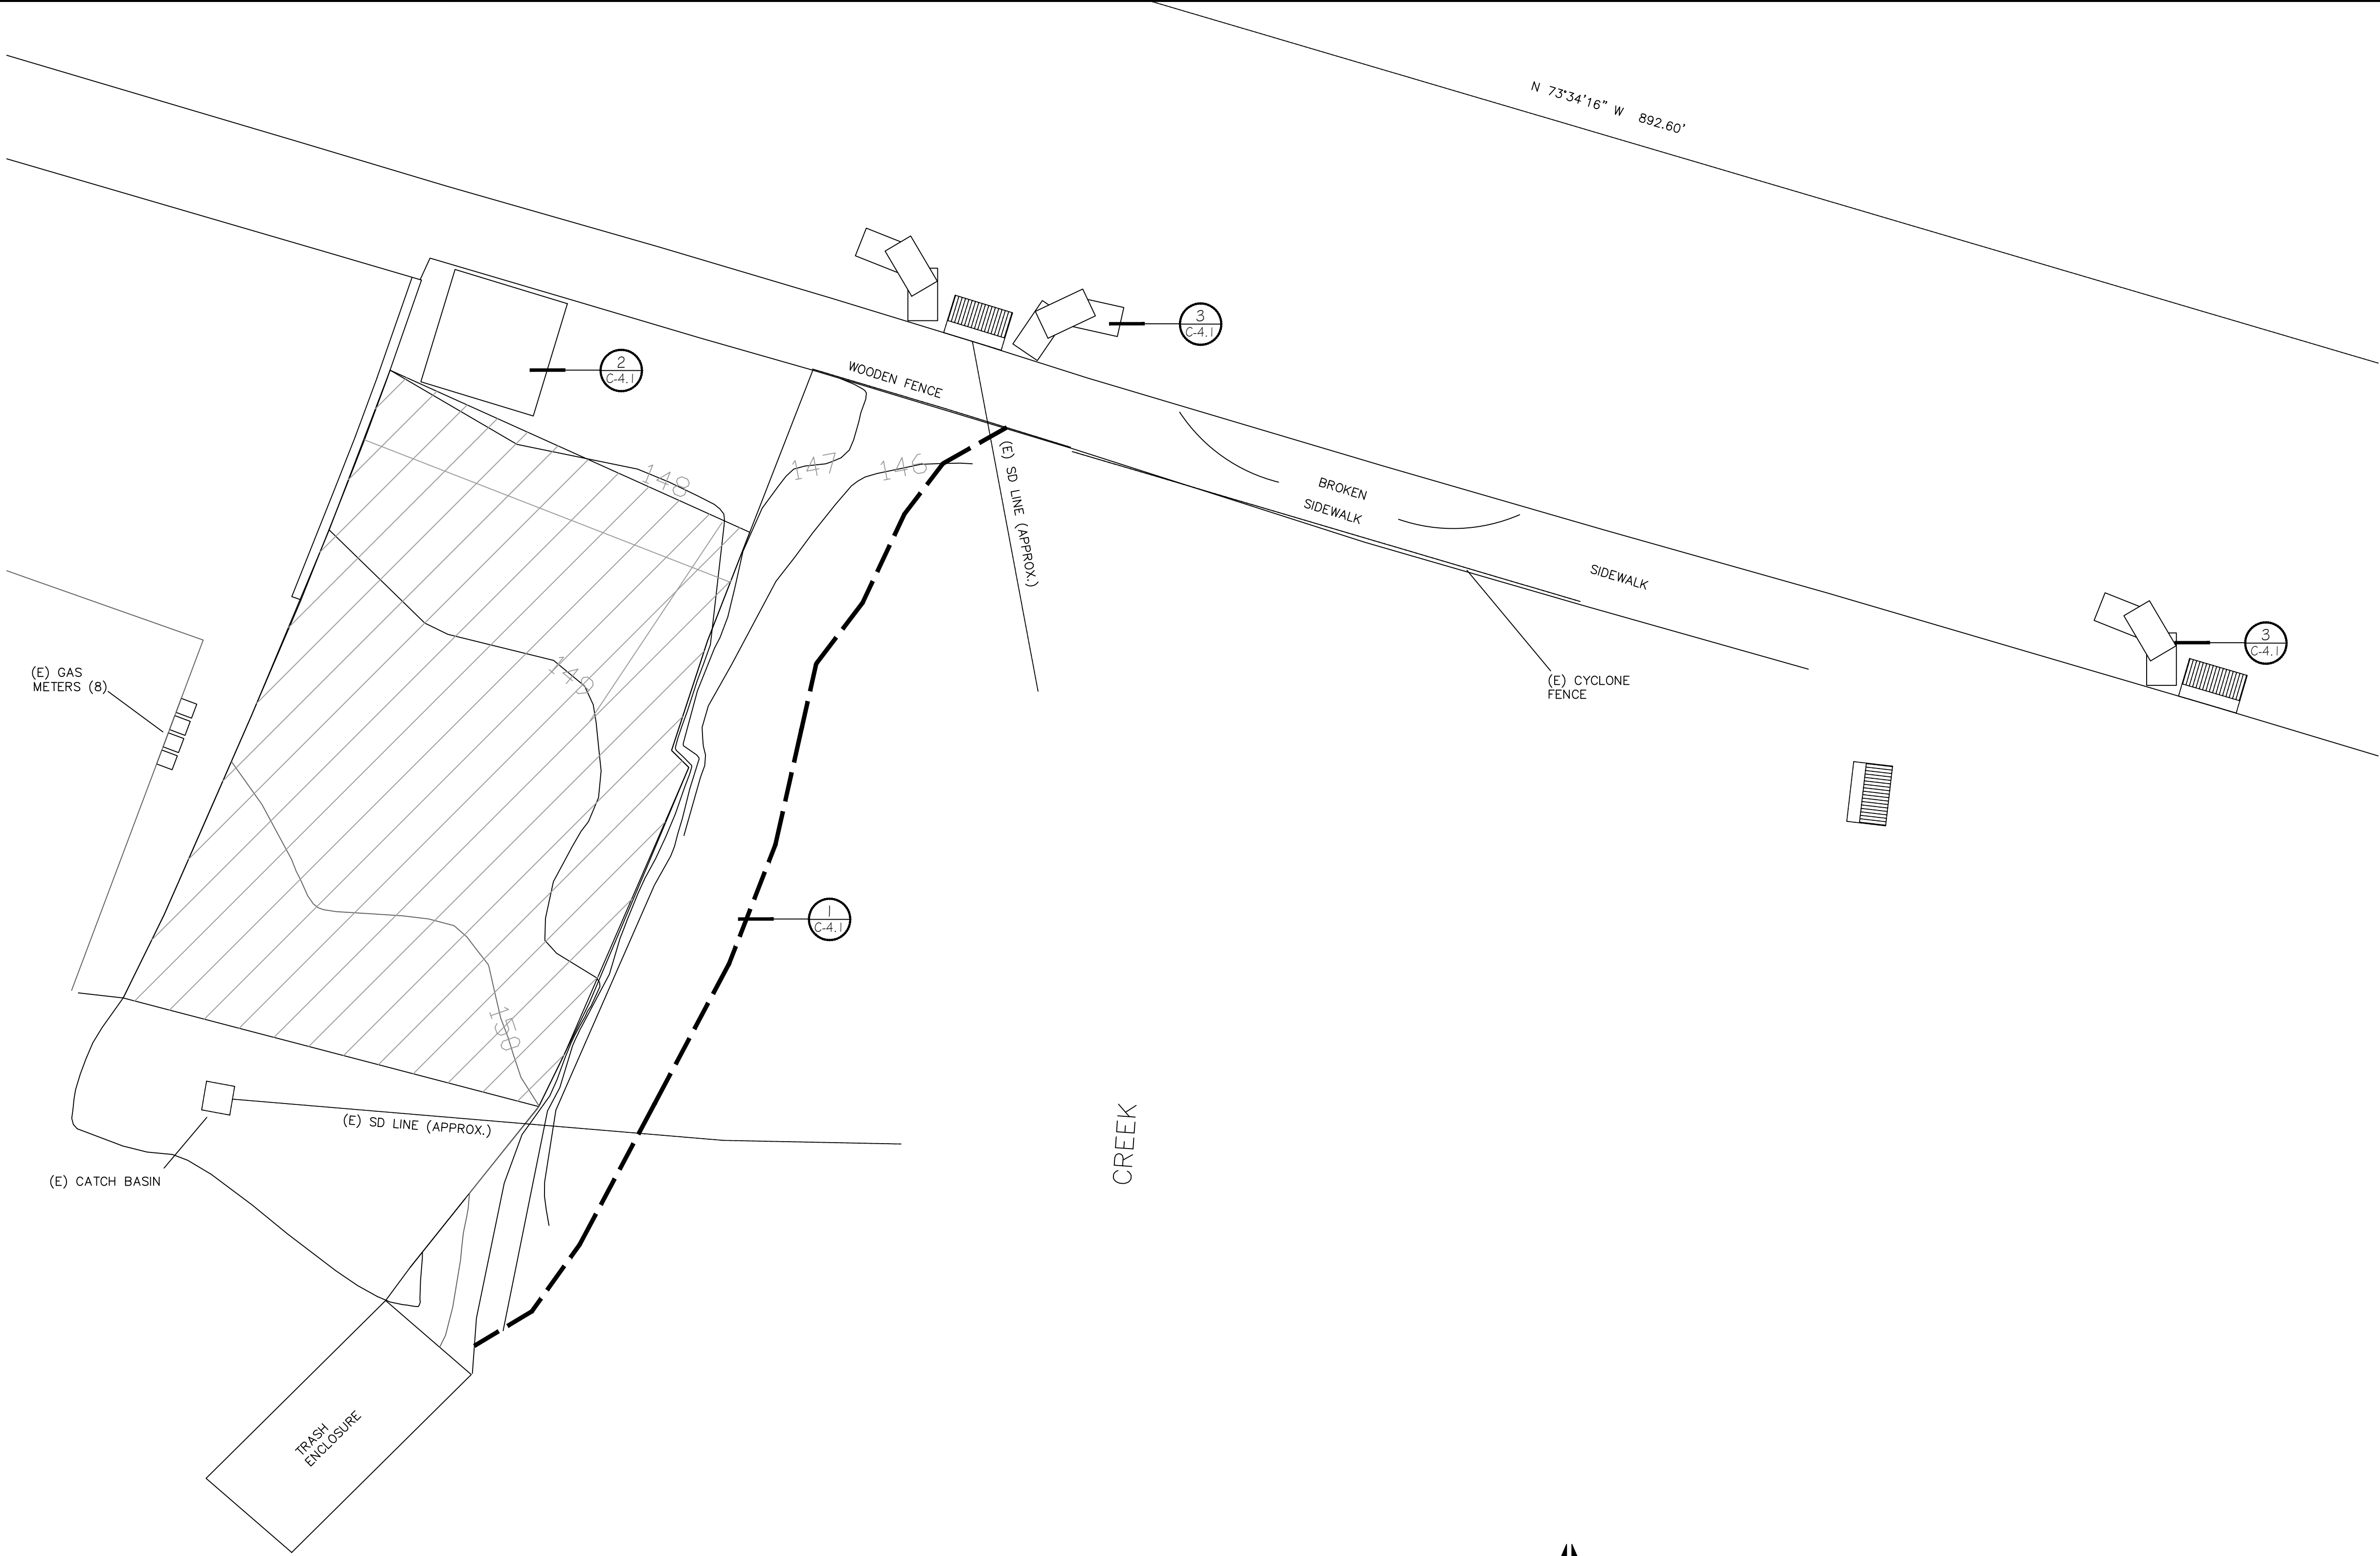 N 73°34'16" W 892.60'
3
C-4.1
2
C-4.1
WOODEN FENCE
148
147
146
(E) SD LINE (APPROX.)
BROKEN
SIDEWALK
SIDEWALK
3
C-4.1
(E) GAS
METERS (8)
149
(E) CYCLONE
FENCE
1
C-4.1
150
(E) SD LINE (APPROX.)
CREEK
(E) CATCH BASIN
TRASH
ENCLOSURE